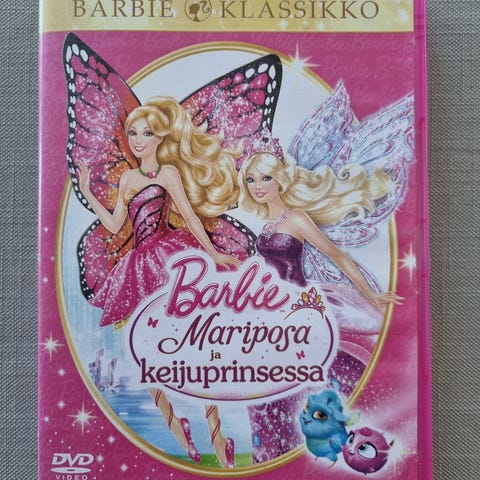 BARBIE KLASSIKKO
Barbie
Mariposa
ja
keijuprinsessa
DVD
VIDEO